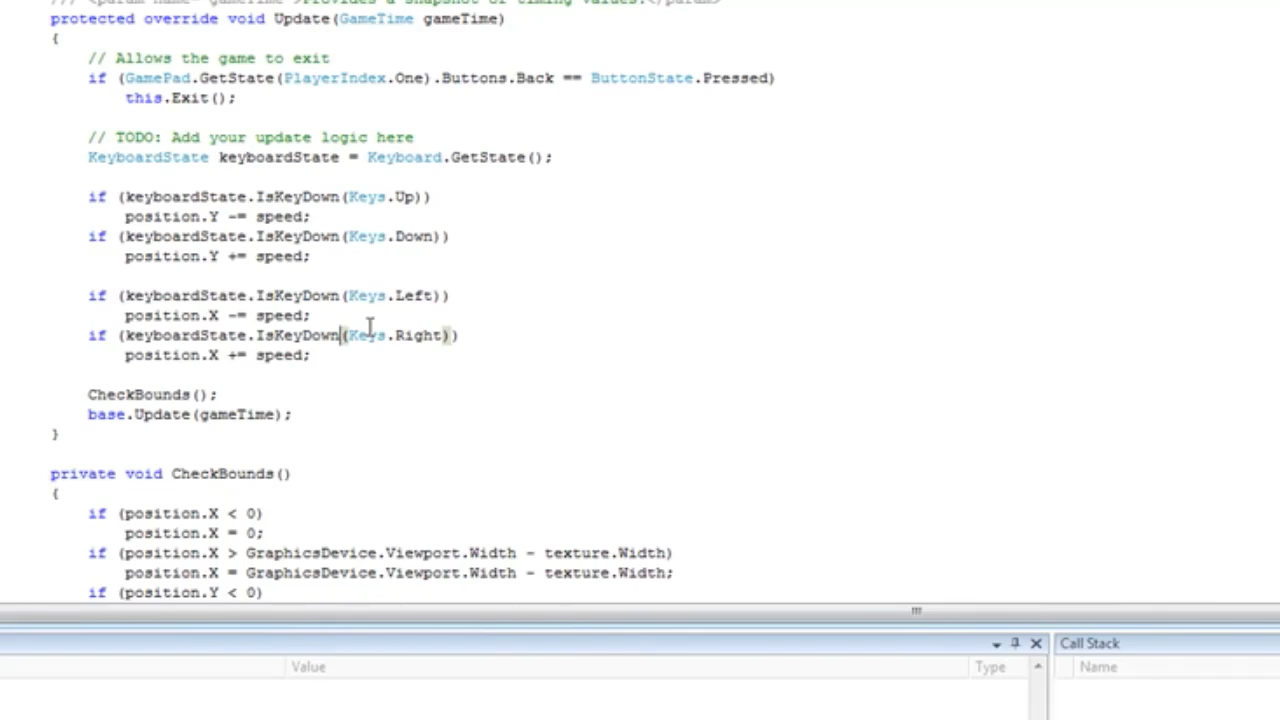 /// <param name="gameTime">Provides a snapshot of timing values.</param>
protected override void Update(GameTime gameTime)
{
// Allows the game to exit
if (GamePad.GetState(PlayerIndex.One).Buttons.Back == ButtonState.Pressed)
this.Exit();
// TODO: Add your update logic here
KeyboardState keyboardState = Keyboard.GetState();
if (keyboardState.IsKeyDown(Keys.Up))
position.Y -= speed;
if (keyboardState.IsKeyDown(Keys.Down))
position.Y += speed;
if (keyboardState.IsKeyDown(Keys.Left))
position.X -= speed;
if (keyboardState.IsKeyDown(Keys.Right))
position.X += speed;
CheckBounds();
base.Update(gameTime);
}
private void CheckBounds()
{
if (position.X < 0)
position.X = 0;
if (position.X > GraphicsDevice.Viewport.Width - texture.Width)
position.X = GraphicsDevice.Viewport.Width - texture.Width;
if (position.Y < 0)
Call Stack
Value
Type
Name